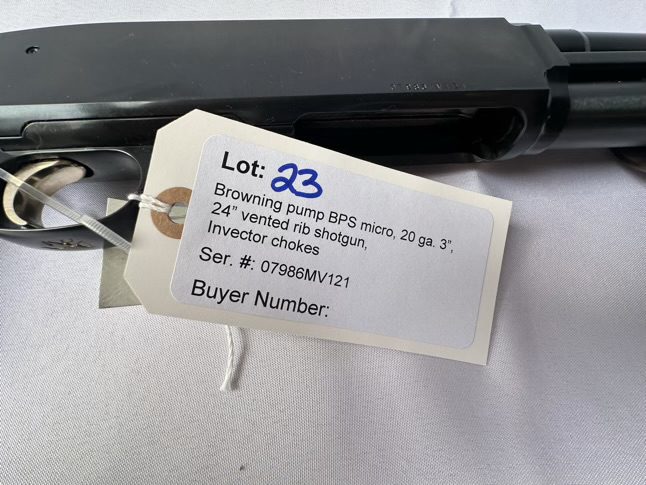 Lot: 23
Browning pump BPS micro, 20 ga. 3",
24" vented rib shotgun,
Invector chokes
Ser. #: 07986MV121
Buyer Number: